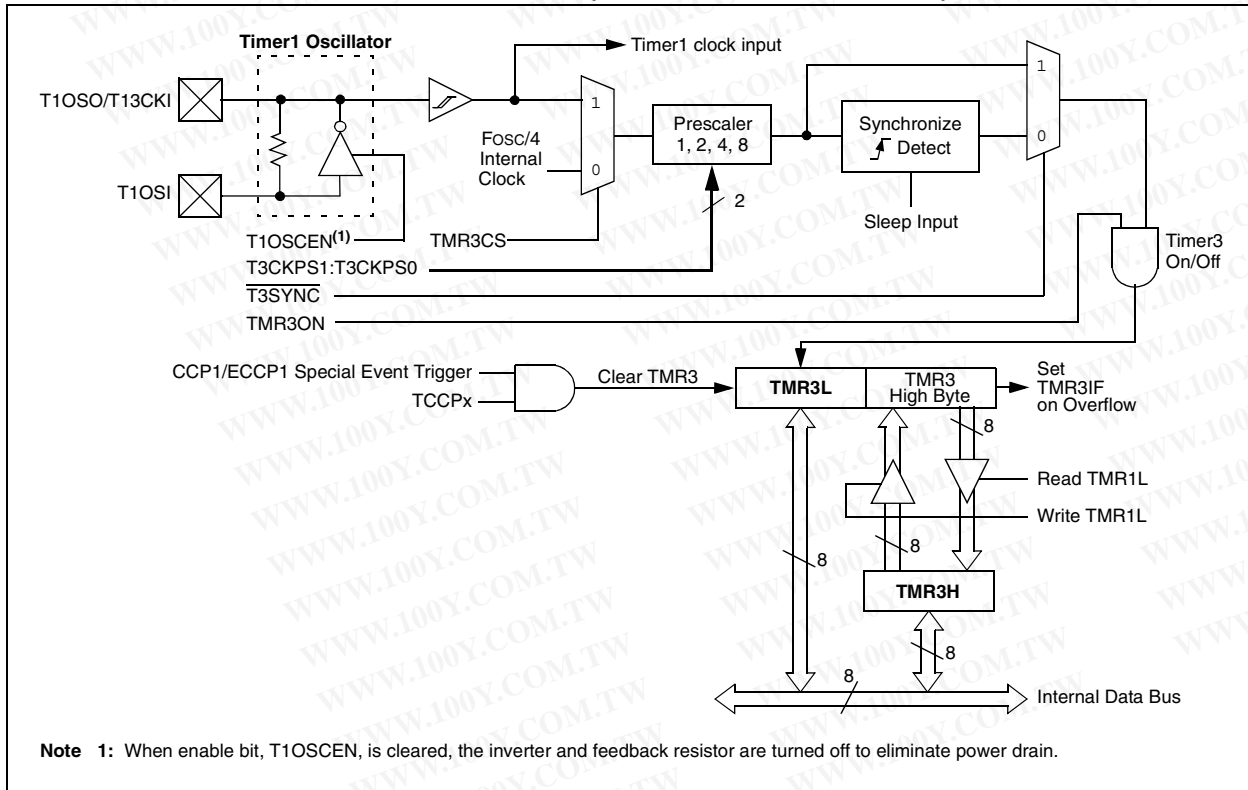 Timer1 Oscillator
Timer1 clock input
T1OSO/T13CKI
1
FOSC/4
Internal
Clock
0
Prescaler
1, 2, 4, 8
Synchronize
Detect
1
0
T1OSI
2
Sleep Input
T1OSCEN(1)
TMR3CS
Timer3
On/Off
T3CKPS1:T3CKPS0
T3SYNC
TMR3ON
CCP1/ECCP1 Special Event Trigger
TCCPx
Clear TMR3
TMR3L
TMR3
High Byte
Set
TMR3IF
on Overflow
8
Read TMR1L
Write TMR1L
8
8
TMR3H
8
8
Internal Data Bus
Note 1: When enable bit, T1OSCEN, is cleared, the inverter and feedback resistor are turned off to eliminate power drain.
WWW.100Y.COM.TW